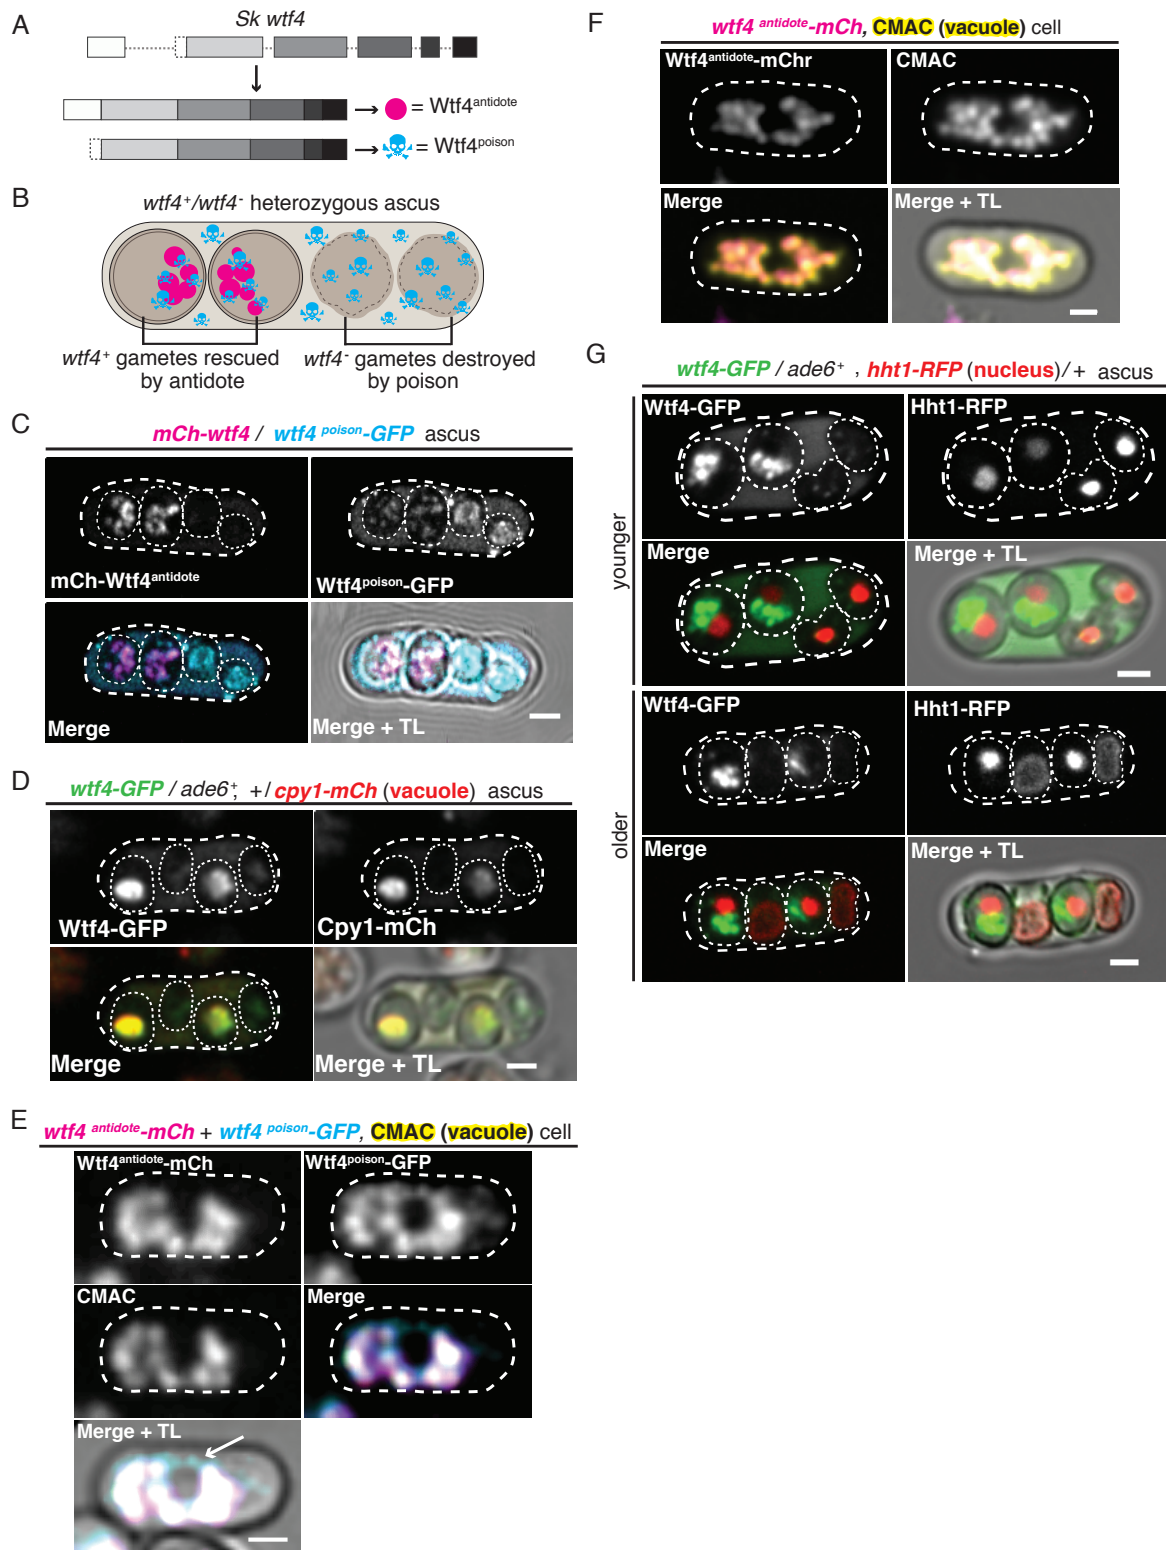 A
Sk wtf4
= Wtf4antidote
= Wtf4poison
B
wtf4+/wtf4- heterozygous ascus
wtf4+ gametes rescued
by antidote
wtf4- gametes destroyed
by poison
C
mCh-wtf4 / wtf4 poison-GFP ascus
mCh-Wtf4antidote
Wtf4poison-GFP
Merge
Merge + TL
D
wtf4-GFP / ade6+; +/cpy1-mCh (vacuole) ascus
Wtf4-GFP
Cpy1-mCh
Merge
Merge + TL
E
wtf4 antidote-mCh + wtf4 poison-GFP, CMAC (vacuole) cell
Wtf4antidote-mCh
Wtf4poison-GFP
CMAC
Merge
Merge + TL
F
wtf4 antidote-mCh, CMAC (vacuole) cell
Wtf4antidote-mChr
CMAC
Merge
Merge + TL
G
wtf4-GFP / ade6+ , hht1-RFP (nucleus)/+ ascus
younger
Wtf4-GFP
Hht1-RFP
Merge
Merge + TL
older
Wtf4-GFP
Hht1-RFP
Merge
Merge + TL